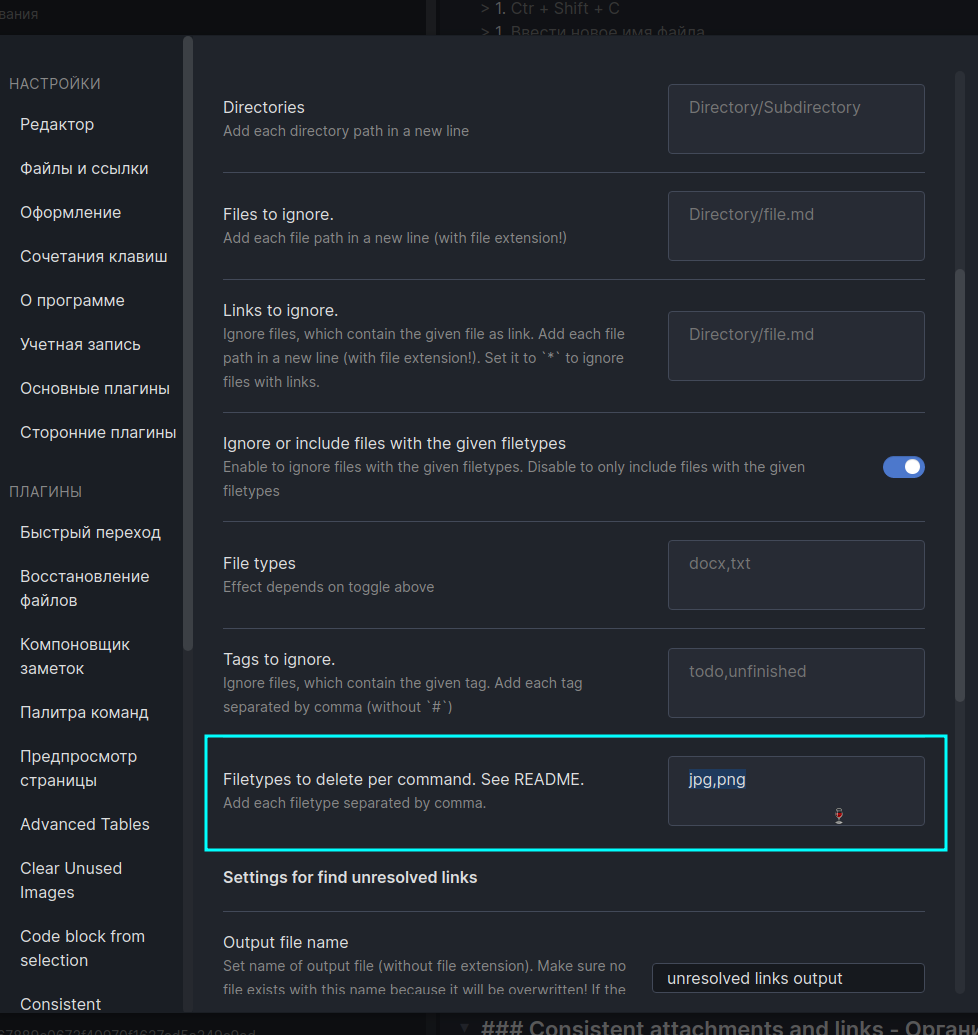 вания
> 1. Ctr + Shift + C
> 1. Ввести новое имя файла
НАСТРОЙКИ
Редактор
Файлы и ссылки
Оформление
Сочетания клавиш
О программе
Учетная запись
Основные плагины
Сторонние плагины
ПЛАГИНЫ
Быстрый переход
Восстановление
файлов
Компоновщик
заметок
Палитра команд
Предпросмотр
страницы
Advanced Tables
Clear Unused
Images
Code block from
selection
Consistent
Directories
Add each directory path in a new line
Directory/Subdirectory
Files to ignore.
Add each file path in a new line (with file extension!)
Directory/file.md
Links to ignore.
Ignore files, which contain the given file as link. Add each file
path in a new line (with file extension!). Set it to `*` to ignore
files with links.
Directory/file.md
Ignore or include files with the given filetypes
Enable to ignore files with the given filetypes. Disable to only include files with the given
filetypes
File types
Effect depends on toggle above
docx,txt
Tags to ignore.
Ignore files, which contain the given tag. Add each tag
separated by comma (without `#`)
todo,unfinished
Filetypes to delete per command. See README.
Add each filetype separated by comma.
jpg,png
Settings for find unresolved links
Output file name
Set name of output file (without file extension). Make sure no
file exists with this name because it will be overwritten! If the
unresolved links output
### Consistent attachments and links - Орган